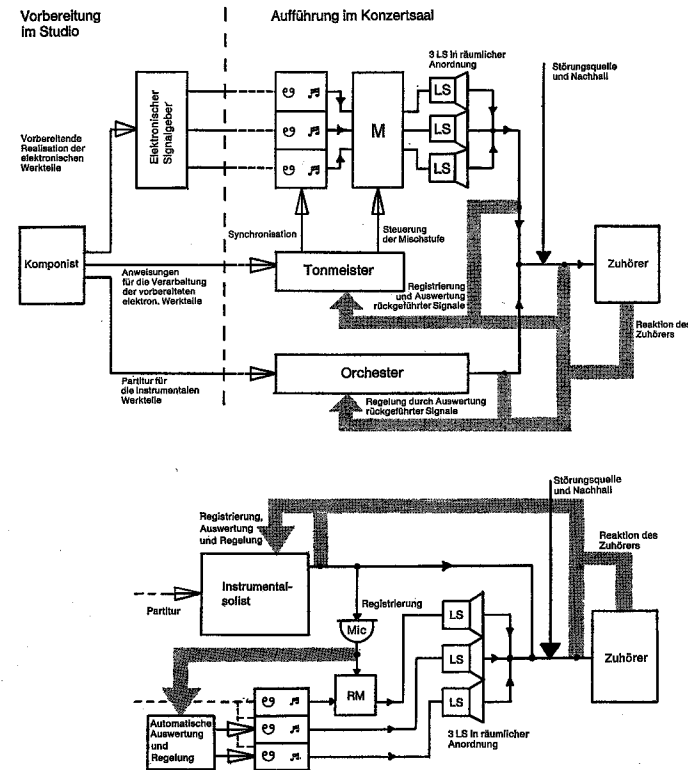 Vorbereitung
im Studio
Aufführung im Konzertsaal
3 LS in räumlicher
Anordnung
Störungsquelle
und Nachhall
Elektronischer
Signalgeber
M
LS
LS
LS
Vorbereitende
Realisation der
elektronischen
Werkteile
Synchronisation
Steuerung
der Mischstufe
Komponist
Tonmeister
Zuhörer
Anweisungen
für die Verarbeitung
der vorbereiteten
elektron. Werkteile
Registrierung
und Auswertung
rückgeführter Signale
Reaktion des
Zuhörers
Orchester
Partitur für
die instrumentalen
Werkteile
Regelung durch Auswertung
rückgeführter Signale
Störungsquelle
und Nachhall
Registrierung,
Auswertung
und Regelung
Reaktion des
Zuhörers
Instrumental-
solist
Partitur
Registrierung
Mic
LS
LS
LS
Zuhörer
RM
Automatische
Auswertung
und
Regelung
3 LS in räumlicher
Anordnung